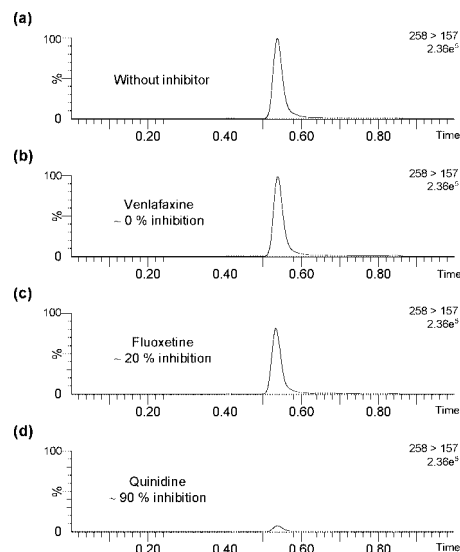 (a)
258 > 157
2.36e⁵
100
%
Without inhibitor
0
0.20 0.40 0.60 0.80 Time
(b)
258 > 157
2.36e⁵
100
%
Venlafaxine
~ 0 % inhibition
0
0.20 0.40 0.60 0.80 Time
(c)
258 > 157
2.36e⁵
100
%
Fluoxetine
~ 20 % inhibition
0
0.20 0.40 0.60 0.80 Time
(d)
258 > 157
2.36e⁵
100
%
Quinidine
~ 90 % inhibition
0
0.20 0.40 0.60 0.80 Time